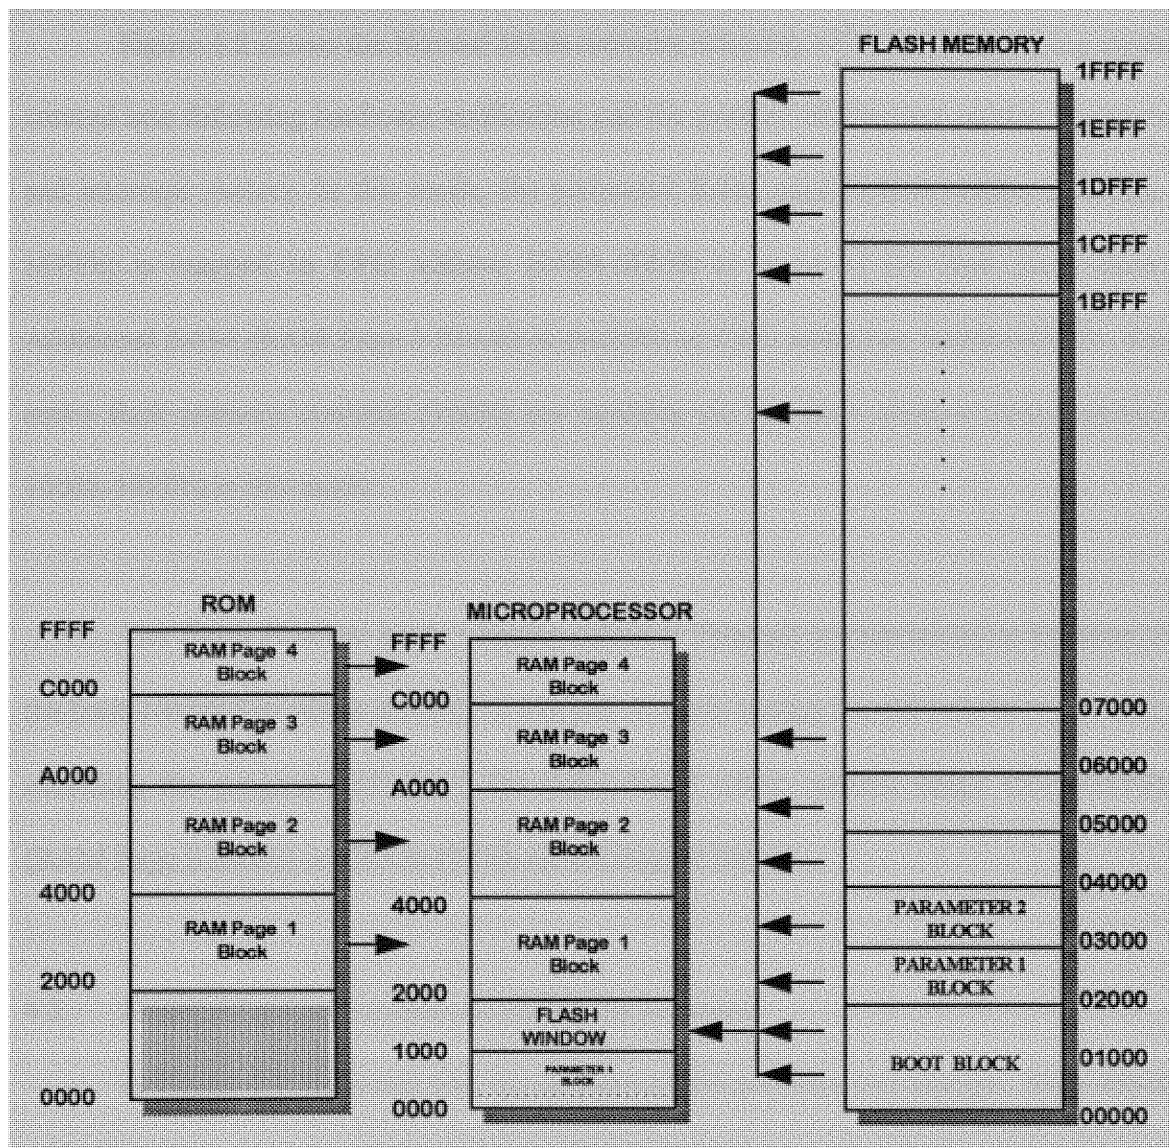 FLASH MEMORY
1FFFF
1EFFF
1DFFF
1CFFF
1BFFF
07000
06000
05000
04000
PARAMETER 2
BLOCK
03000
PARAMETER 1
BLOCK
02000
BOOT BLOCK
01000
00000
ROM
FFFF
RAM Page 4
Block
C000
RAM Page 3
Block
A000
RAM Page 2
Block
4000
RAM Page 1
Block
2000
0000
MICROPROCESSOR
FFFF
RAM Page 4
Block
C000
RAM Page 3
Block
A000
RAM Page 2
Block
4000
RAM Page 1
Block
2000
FLASH
WINDOW
1000
PARAMETER 1
BLOCK
0000